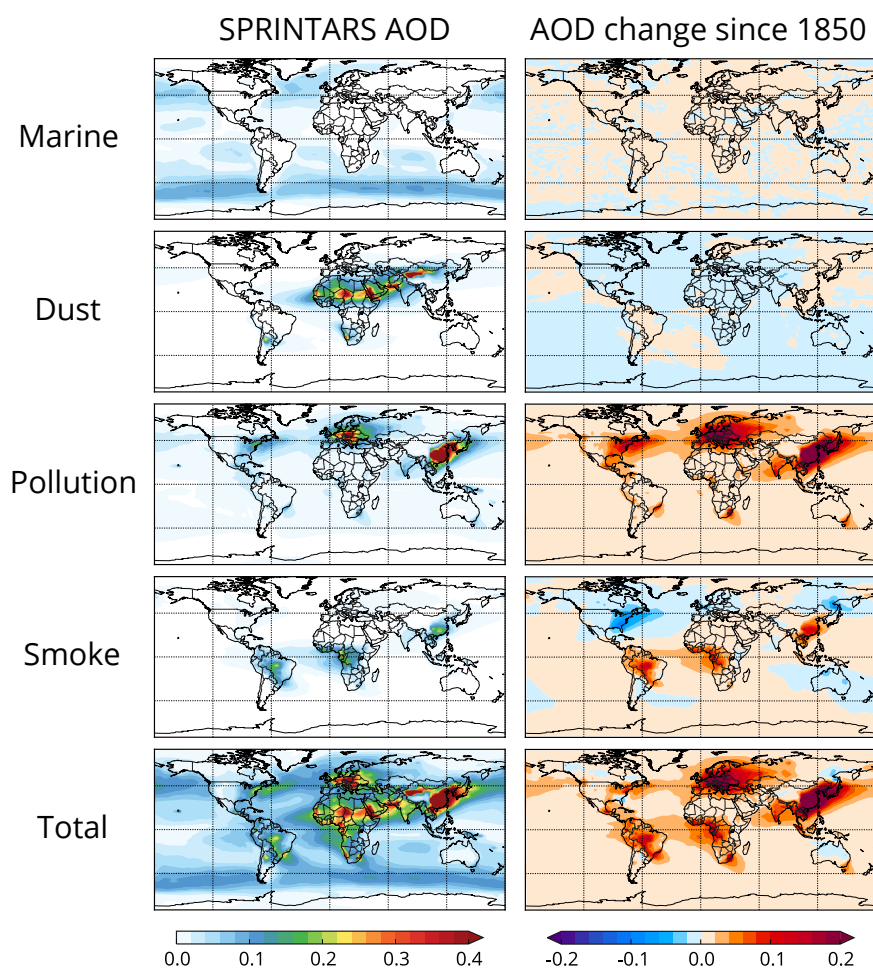 SPRINTARS AOD
AOD change since 1850
Marine
Dust
Pollution
Smoke
Total
0.0 0.1 0.2 0.3 0.4
-0.2 -0.1 0.0 0.1 0.2